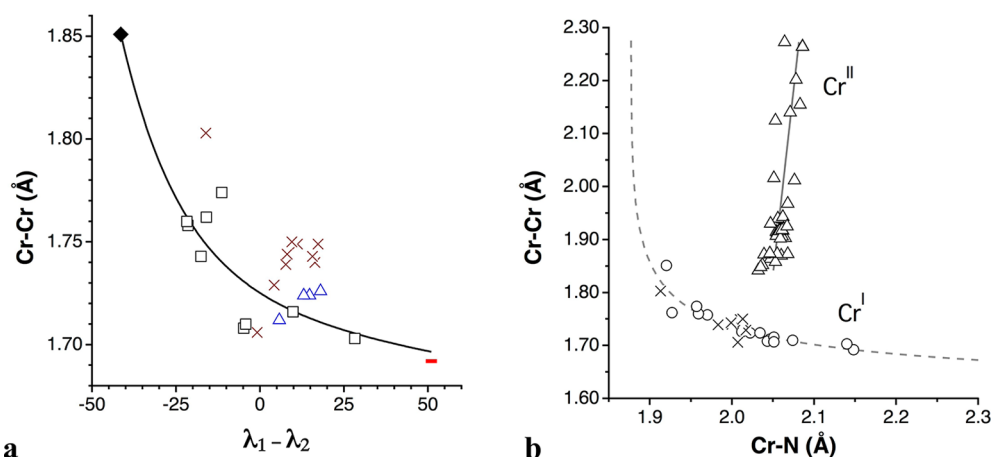 1.85
1.80
1.75
1.70
Cr-Cr (Å)
-50 -25 0 25 50
λ1 – λ2
a
2.30
2.20
2.10
2.00
1.90
1.80
1.70
1.60
Cr-Cr (Å)
CrII
CrI
1.9 2.0 2.1 2.2 2.3
Cr-N (Å)
b